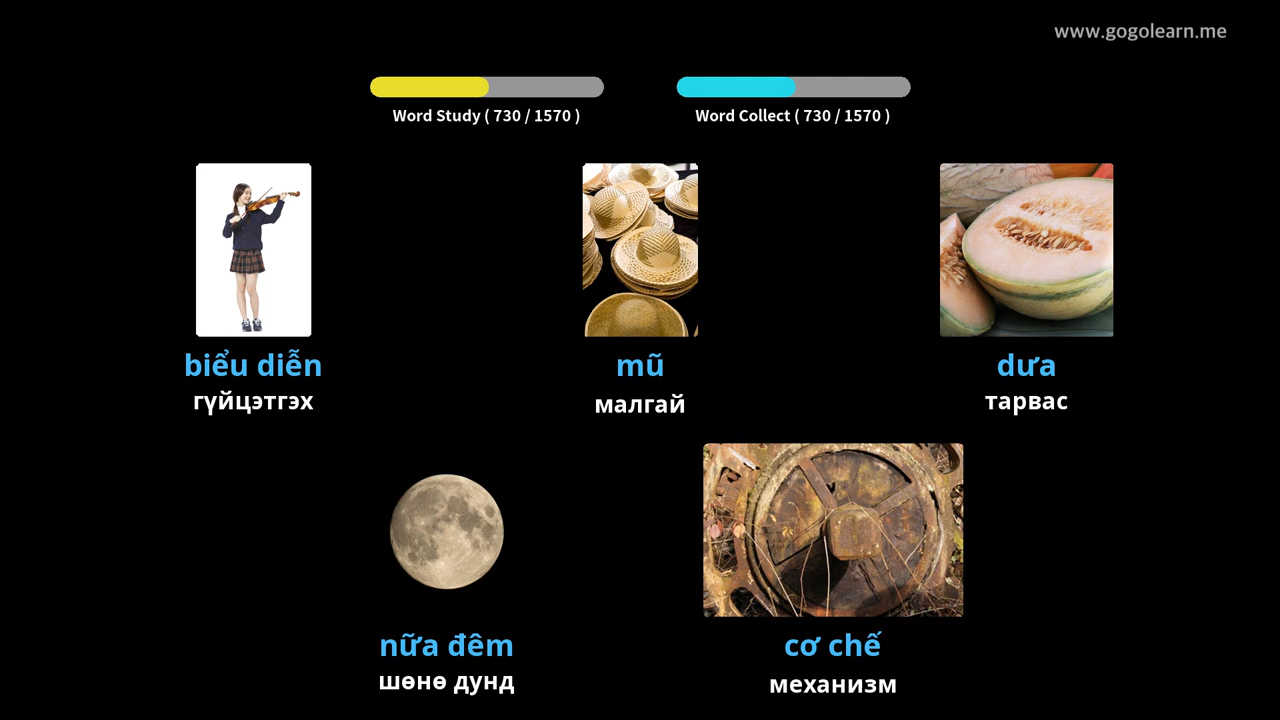 www.gogolearn.me
Word Study ( 730 / 1570 )
Word Collect ( 730 / 1570 )
biểu diễn
гүйцэтгэх
mũ
малгай
dưa
тарвас
nữa đêm
шөнө дунд
cơ chế
механизм